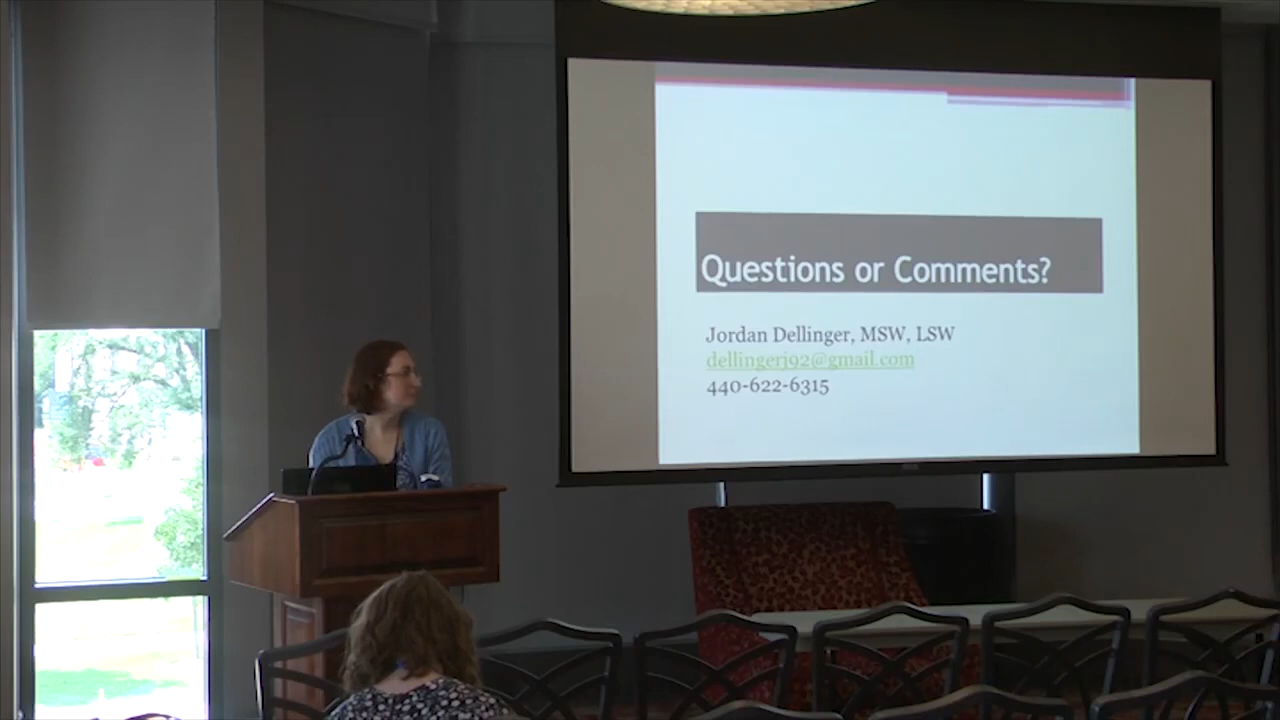 Questions or Comments?
Jordan Dellinger, MSW, LSW
dellingerj92@gmail.com
440-622-6315